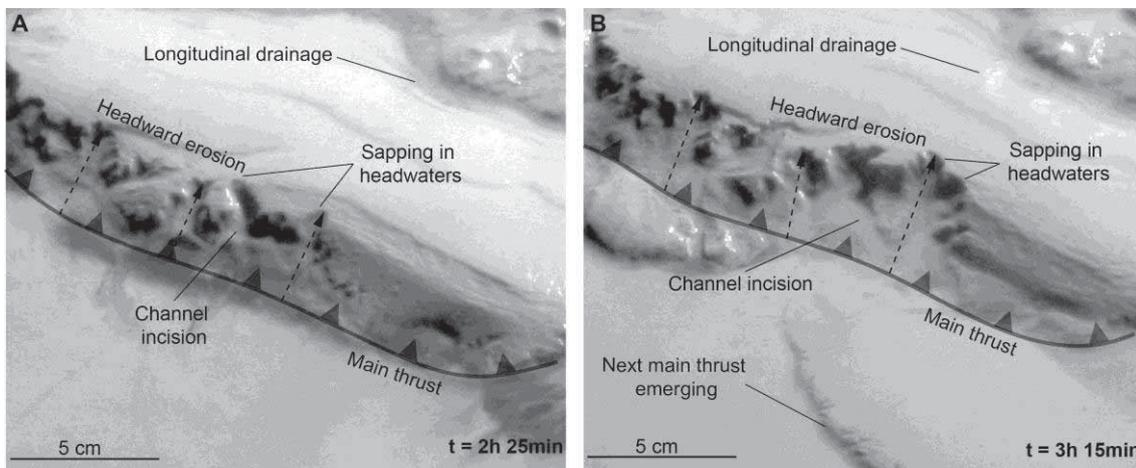 A
Longitudinal drainage
Headward erosion
Sapping in
headwaters
Channel
incision
Main thrust
5 cm
t = 2h 25min
B
Longitudinal drainage
Headward erosion
Sapping in
headwaters
Channel incision
Main thrust
Next main thrust
emerging
5 cm
t = 3h 15min